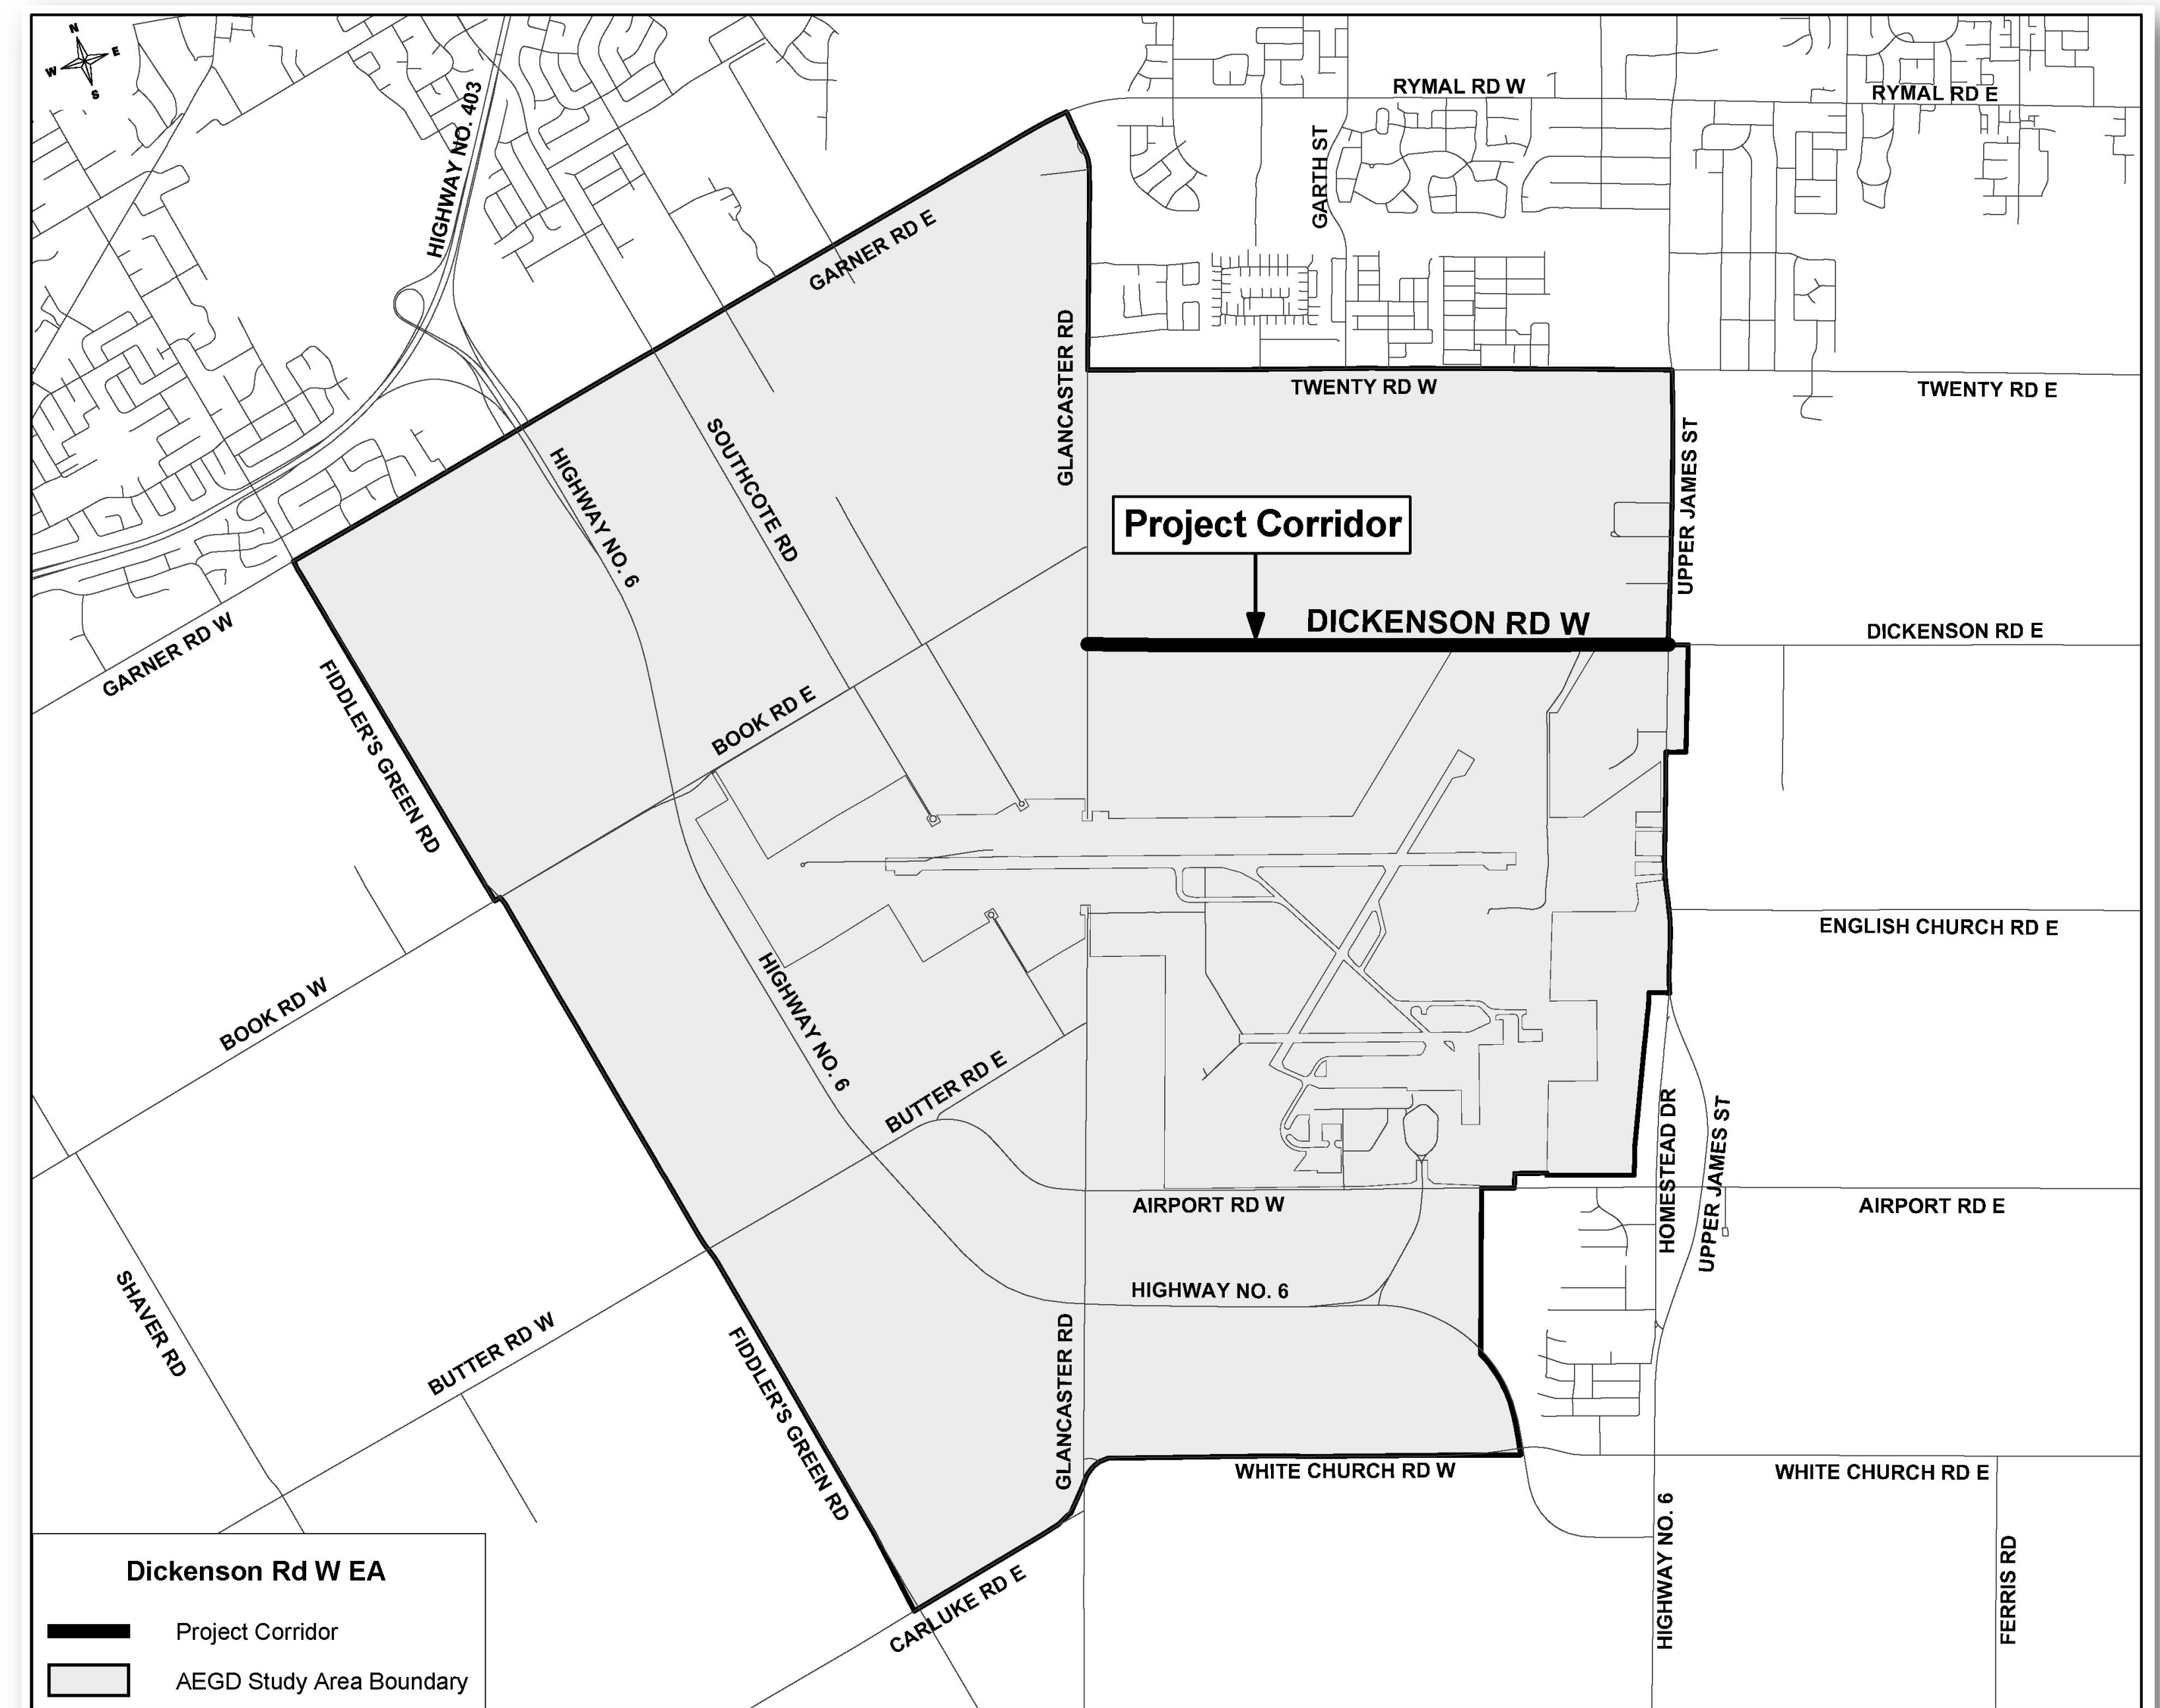 N
E
W
S
RYMAL RD W
RYMAL RD E
HIGHWAY NO. 403
GARTH ST
GARNER RD E
GLANCASTER RD
TWENTY RD W
TWENTY RD E
SOUTHCOTE RD
UPPER JAMES ST
HIGHWAY NO. 6
Project Corridor
DICKENSON RD W
DICKENSON RD E
GARNER RD W
FIDDLER'S GREEN RD
BOOK RD E
ENGLISH CHURCH RD E
BOOK RD W
HIGHWAY NO. 6
BUTTER RD E
HOMESTEAD DR
UPPER JAMES ST
AIRPORT RD W
AIRPORT RD E
HIGHWAY NO. 6
SHAVER RD
BUTTER RD W
FIDDLER'S GREEN RD
GLANCASTER RD
WHITE CHURCH RD W
WHITE CHURCH RD E
HIGHWAY NO. 6
FERRIS RD
CARLUKE RD E
Dickenson Rd W EA
Project Corridor
AEGD Study Area Boundary